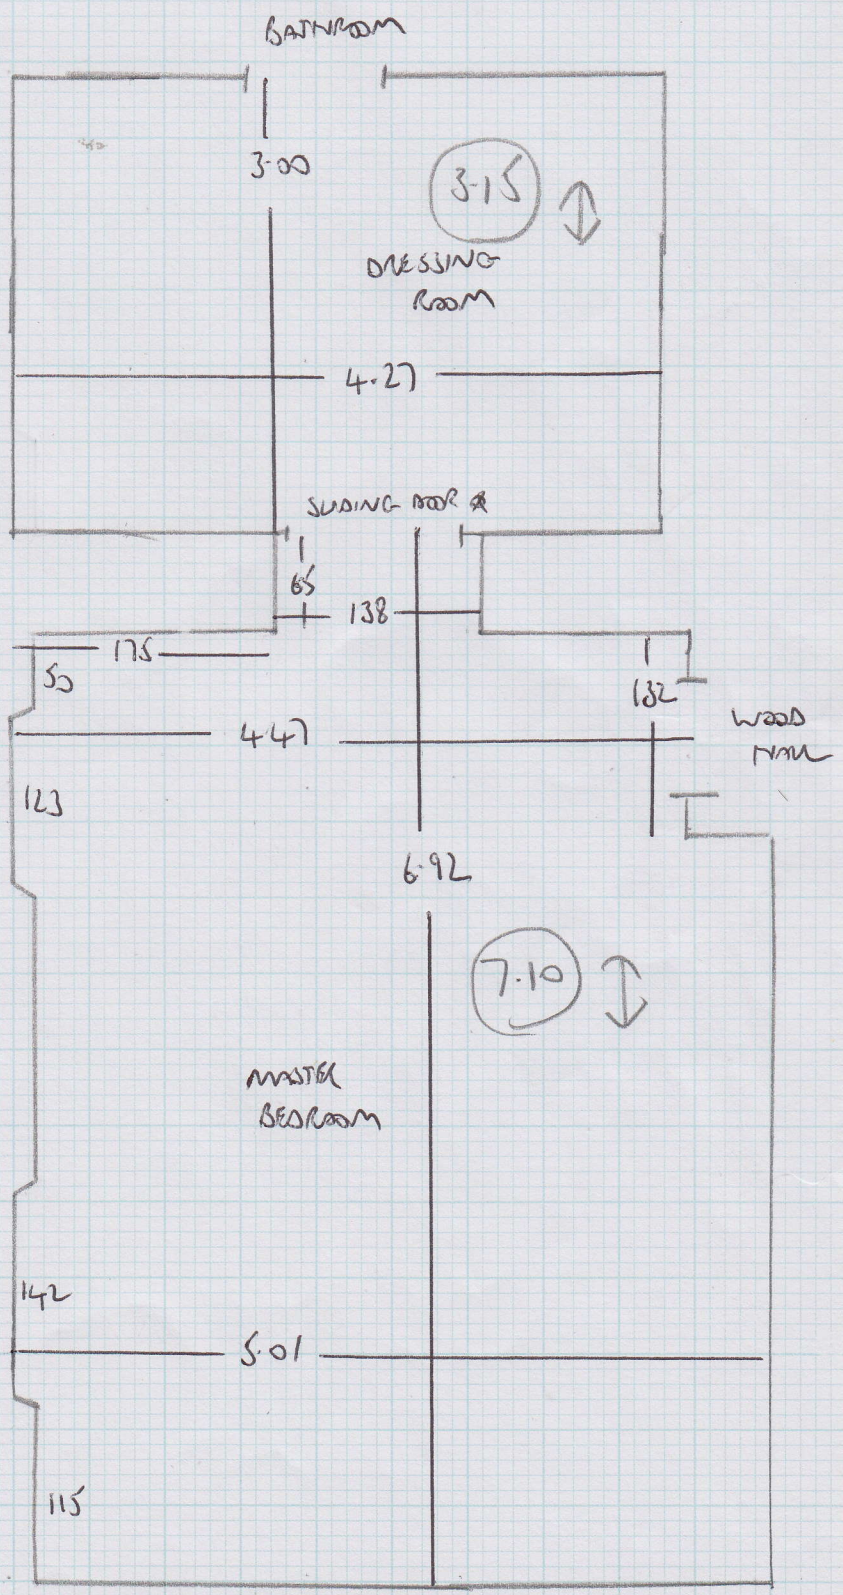 BATHROOM
3.00
3.15
DRESSING
ROOM
4.27
SLIDING DOOR
65
138
175
50
132
4.47
WOOD
HALL
123
6.92
7.10
MASTER
BEDROOM
142
5.01
115